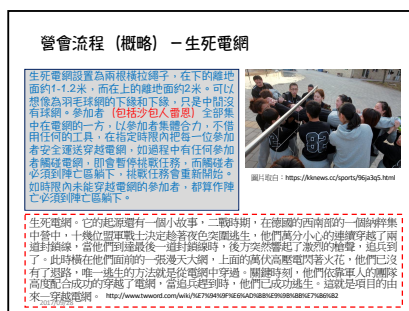 營會流程（概略）－生死電網
生死電網設置為兩根橫拉繩子，在下的離地
面約1-1.2米，而在上的離地面約2米。可以
想像為羽毛球網的下緣和下緣，只是中間沒
有球網。參加者（包括沙包人雷恩）全部集
中在電網的一方，以參加者集體合力，不借
用任何的工具，在指定時限內把每一位參加
者安全運送穿越電網，如過程中有任何參加
者觸碰電網，即會暫停挑戰任務，而觸碰者
必須到陣亡區躺下，挑戰任務會重新開始。
如時限內未能穿越電網的參加者，都算作陣
亡必須到陣亡區躺下。
圖片取自：https://kknews.cc/sports/96ja3q5.html
生死電網。它的起源還有一個小故事，二戰時期，在德國的西南部的一個納粹集
中營中，十幾位盟軍戰士決定趁著夜色突圍逃生，他們萬分小心的連續穿越了兩
道封鎖線，當他們到達最後一道封鎖線時，後方突然響起了激烈的槍聲，追兵到
了。此時橫在他們面前的一張漫天大網，上面的萬伏高壓電閃著火花，他們已沒
有了退路，唯一逃生的方法就是從電網中穿過。關鍵時刻，他們依靠軍人的團隊
高度配合成功的穿越了電網，當追兵趕到時，他們已成功逃生。這就是項目的由
來—穿越電網。 http://www.twword.com/wiki/%E7%94%9F%E6%AD%BB%E9%9B%BB%E7%B6%B2